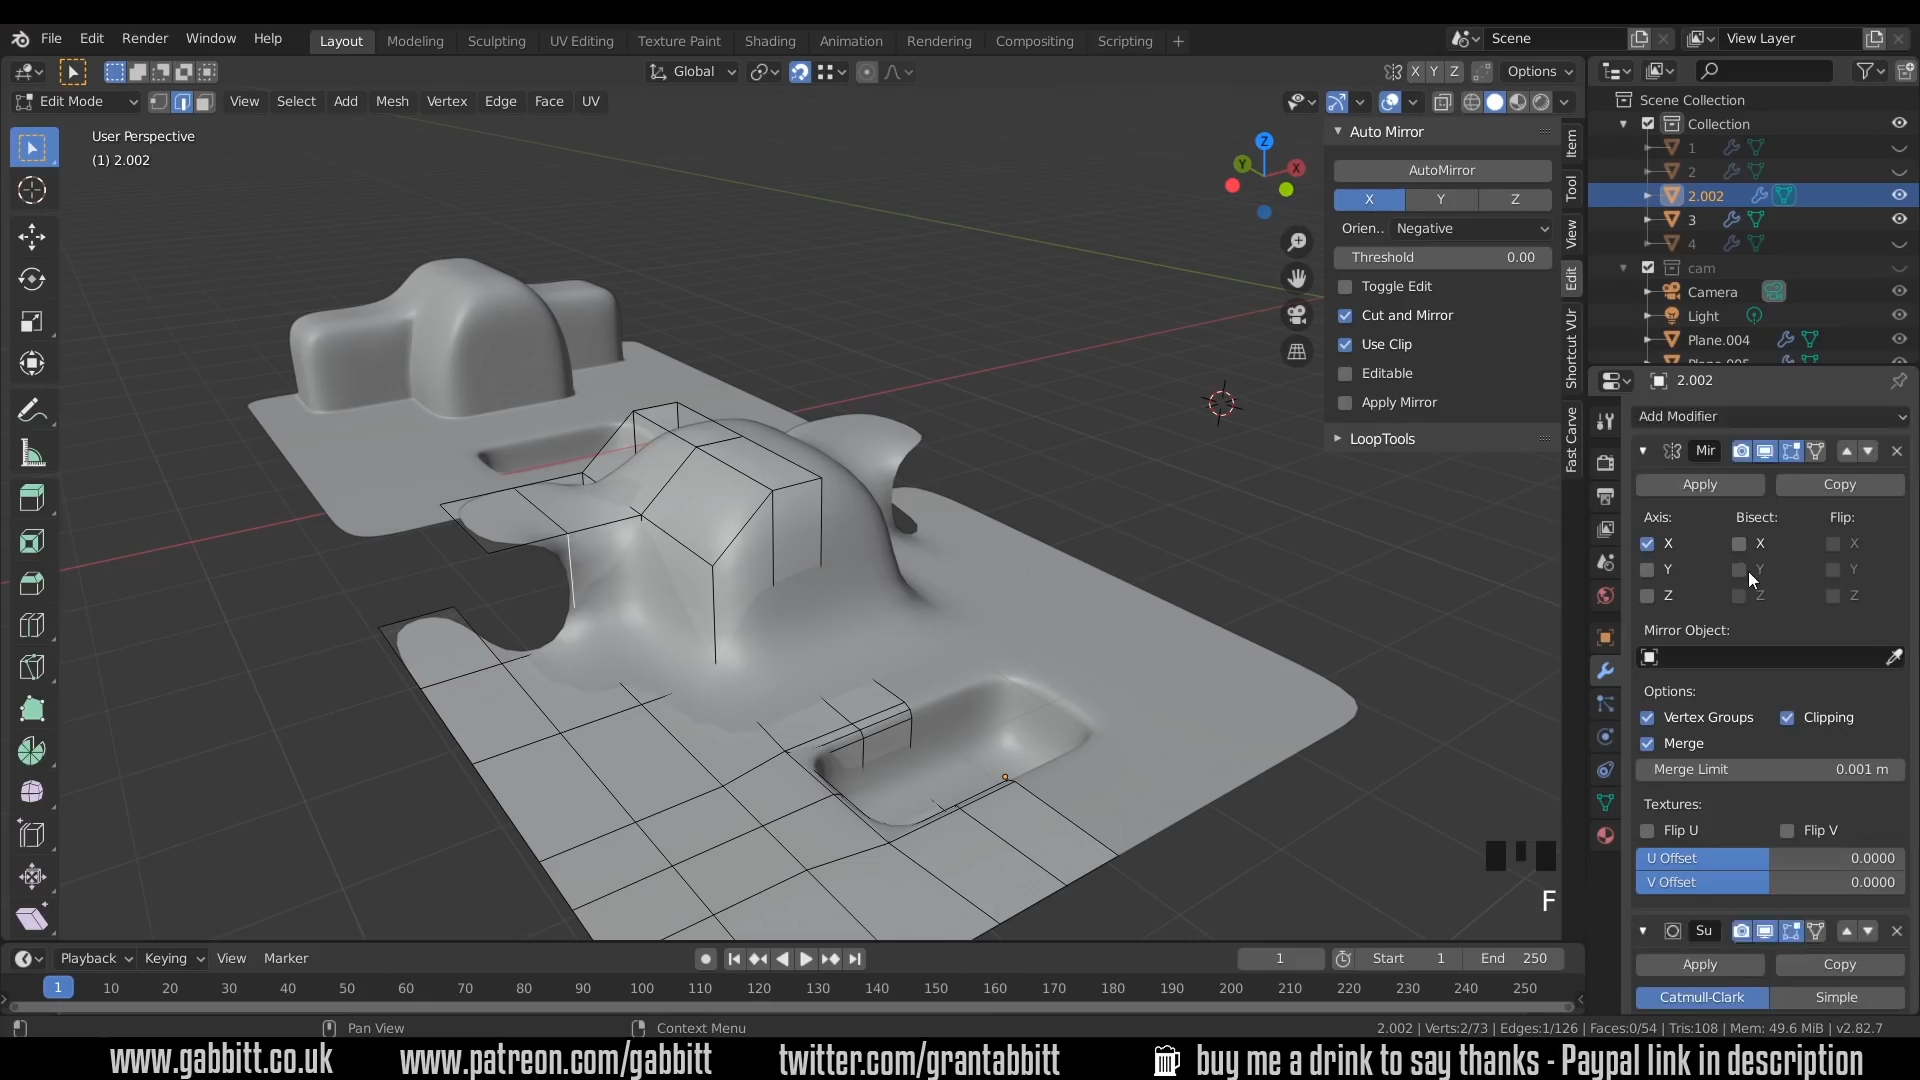 File Edit Render Window Help Layout Modeling Sculpting UV Editing Texture Paint Shading Animation Rendering Compositing Scripting + Scene View Layer
Global X Y Z Options
Edit Mode View Select Add Mesh Vertex Edge Face UV
User Perspective
(1) 2.002
Z
Y
X
Auto Mirror
AutoMirror
X Y Z
Orien.. Negative
Threshold 0.00
Toggle Edit
Cut and Mirror
Use Clip
Editable
Apply Mirror
LoopTools
Item
Tool
View
Edit
Shortcut VUr
Fast Carve
Scene Collection
Collection
1
2
2.002
3
4
cam
Camera
Light
Plane.004
Plane.005
2.002
Add Modifier
Mir
Apply Copy
Axis: Bisect: Flip:
X X X
Y Y Y
Z Z Z
Mirror Object:
Options:
Vertex Groups Clipping
Merge
Merge Limit 0.001 m
Textures:
Flip U Flip V
U Offset 0.0000
V Offset 0.0000
Su
Apply Copy
Catmull-Clark Simple
F
Playback Keying View Marker 1 Start 1 End 250
1 10 20 30 40 50 60 70 80 90 100 110 120 130 140 150 160 170 180 190 200 210 220 230 240 250
Pan View Context Menu 2.002 | Verts:2/73 | Edges:1/126 | Faces:0/54 | Tris:108 | Mem: 49.6 MiB | v2.82.7
www.gabbitt.co.uk www.patreon.com/gabbitt twitter.com/grantabbitt buy me a drink to say thanks - Paypal link in description